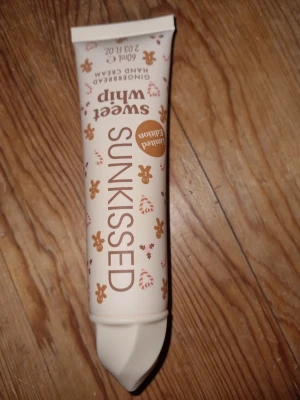 SUNKISSED
Limited
Edition
sweet
whip
GINGERBREAD
HAND CREAM
60ml ℮
2.03 FL.OZ.